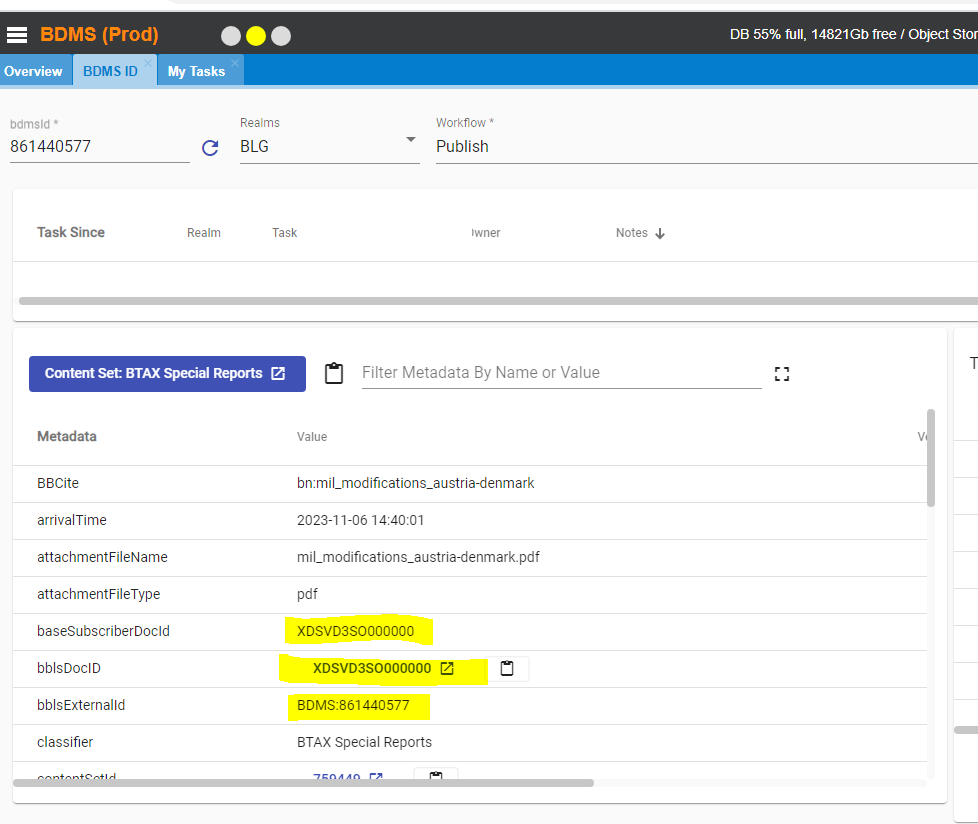 BDMS (Prod)
DB 55% full, 14821Gb free / Object Stor
Overview
BDMS ID
My Tasks
bdmsId *
861440577
Realms
BLG
Workflow *
Publish
Task Since Realm Task wner Notes
Content Set: BTAX Special Reports
Filter Metadata By Name or Value
T
Metadata Value
BBCite bn:mil_modifications_austria-denmark
arrivalTime 2023-11-06 14:40:01
attachmentFileName mil_modifications_austria-denmark.pdf
attachmentFileType pdf
baseSubscriberDocId XDSVD3SO000000
bblsDocID XDSVD3SO000000
bblsExternalId BDMS:861440577
classifier BTAX Special Reports
contentSetId 759449